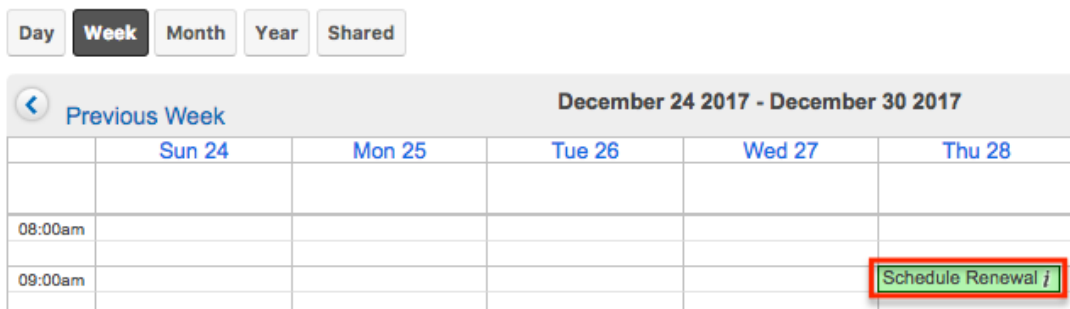 Day Week Month Year Shared
Previous Week December 24 2017 - December 30 2017
Sun 24 Mon 25 Tue 26 Wed 27 Thu 28
08:00am
09:00am Schedule Renewal i